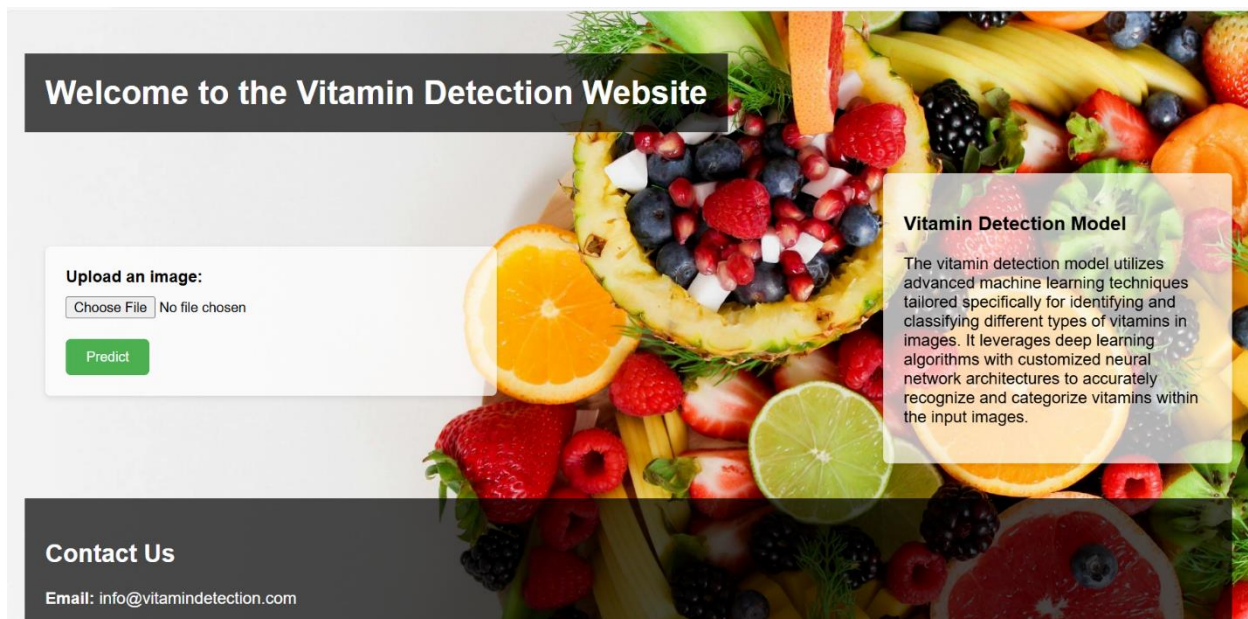 Welcome to the Vitamin Detection Website
Upload an image:
Choose File No file chosen
Predict
Vitamin Detection Model
The vitamin detection model utilizes
advanced machine learning techniques
tailored specifically for identifying and
classifying different types of vitamins in
images. It leverages deep learning
algorithms with customized neural
network architectures to accurately
recognize and categorize vitamins within
the input images.
Contact Us
Email: info@vitamindetection.com